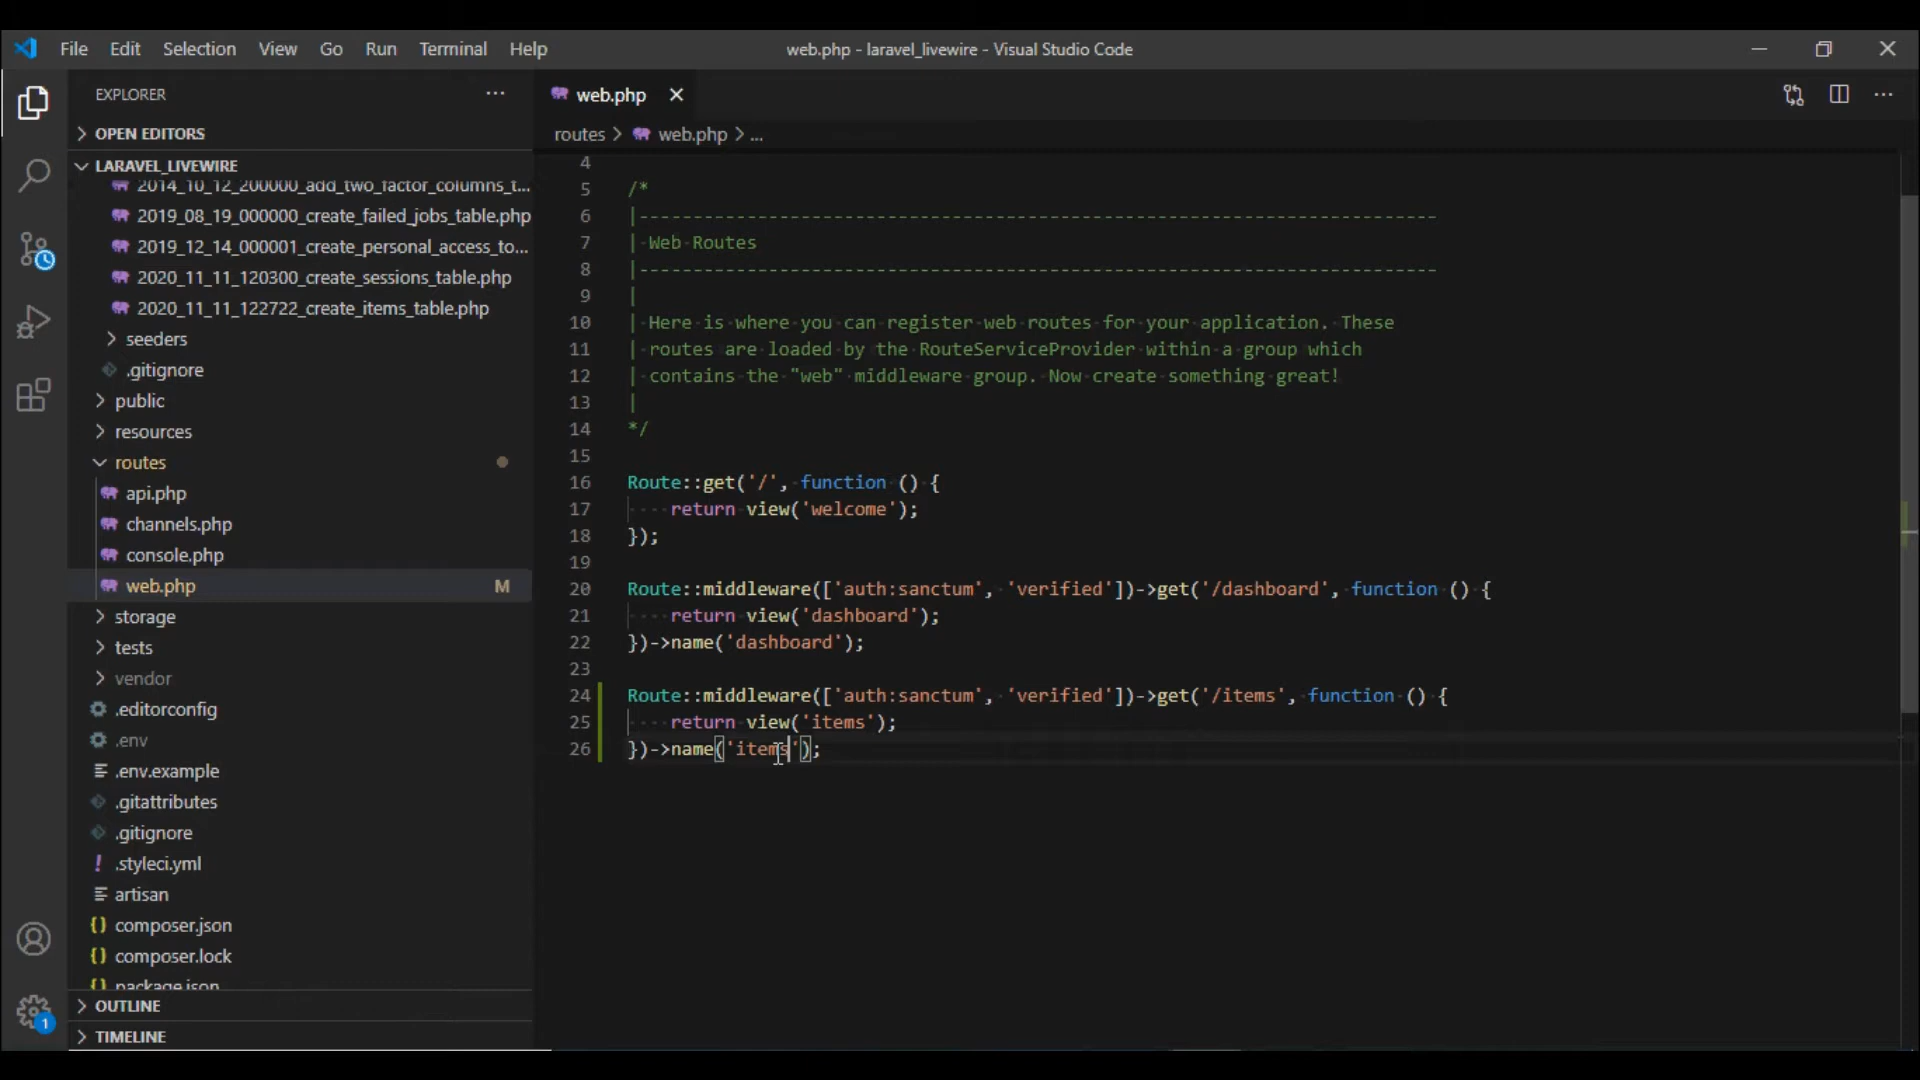 File Edit Selection View Go Run Terminal Help
web.php - laravel_livewire - Visual Studio Code
EXPLORER
OPEN EDITORS
LARAVEL_LIVEWIRE
2014_10_12_200000_add_two_factor_columns_t...
2019_08_19_000000_create_failed_jobs_table.php
2019_12_14_000001_create_personal_access_to...
2020_11_11_120300_create_sessions_table.php
2020_11_11_122722_create_items_table.php
seeders
.gitignore
public
resources
routes
api.php
channels.php
console.php
web.php M
storage
tests
vendor
.editorconfig
.env
.env.example
.gitattributes
.gitignore
.styleci.yml
artisan
composer.json
composer.lock
package.json
OUTLINE
TIMELINE
1
web.php
routes > web.php > ...
4
5 /*
6 |--------------------------------------------------------------------------
7 | Web Routes
8 |--------------------------------------------------------------------------
9 |
10 | Here is where you can register web routes for your application. These
11 | routes are loaded by the RouteServiceProvider within a group which
12 | contains the "web" middleware group. Now create something great!
13 |
14 */
15
16 Route::get('/', function () {
17     return view('welcome');
18 });
19
20 Route::middleware(['auth:sanctum', 'verified'])->get('/dashboard', function () {
21     return view('dashboard');
22 })->name('dashboard');
23
24 Route::middleware(['auth:sanctum', 'verified'])->get('/items', function () {
25     return view('items');
26 })->name('items');